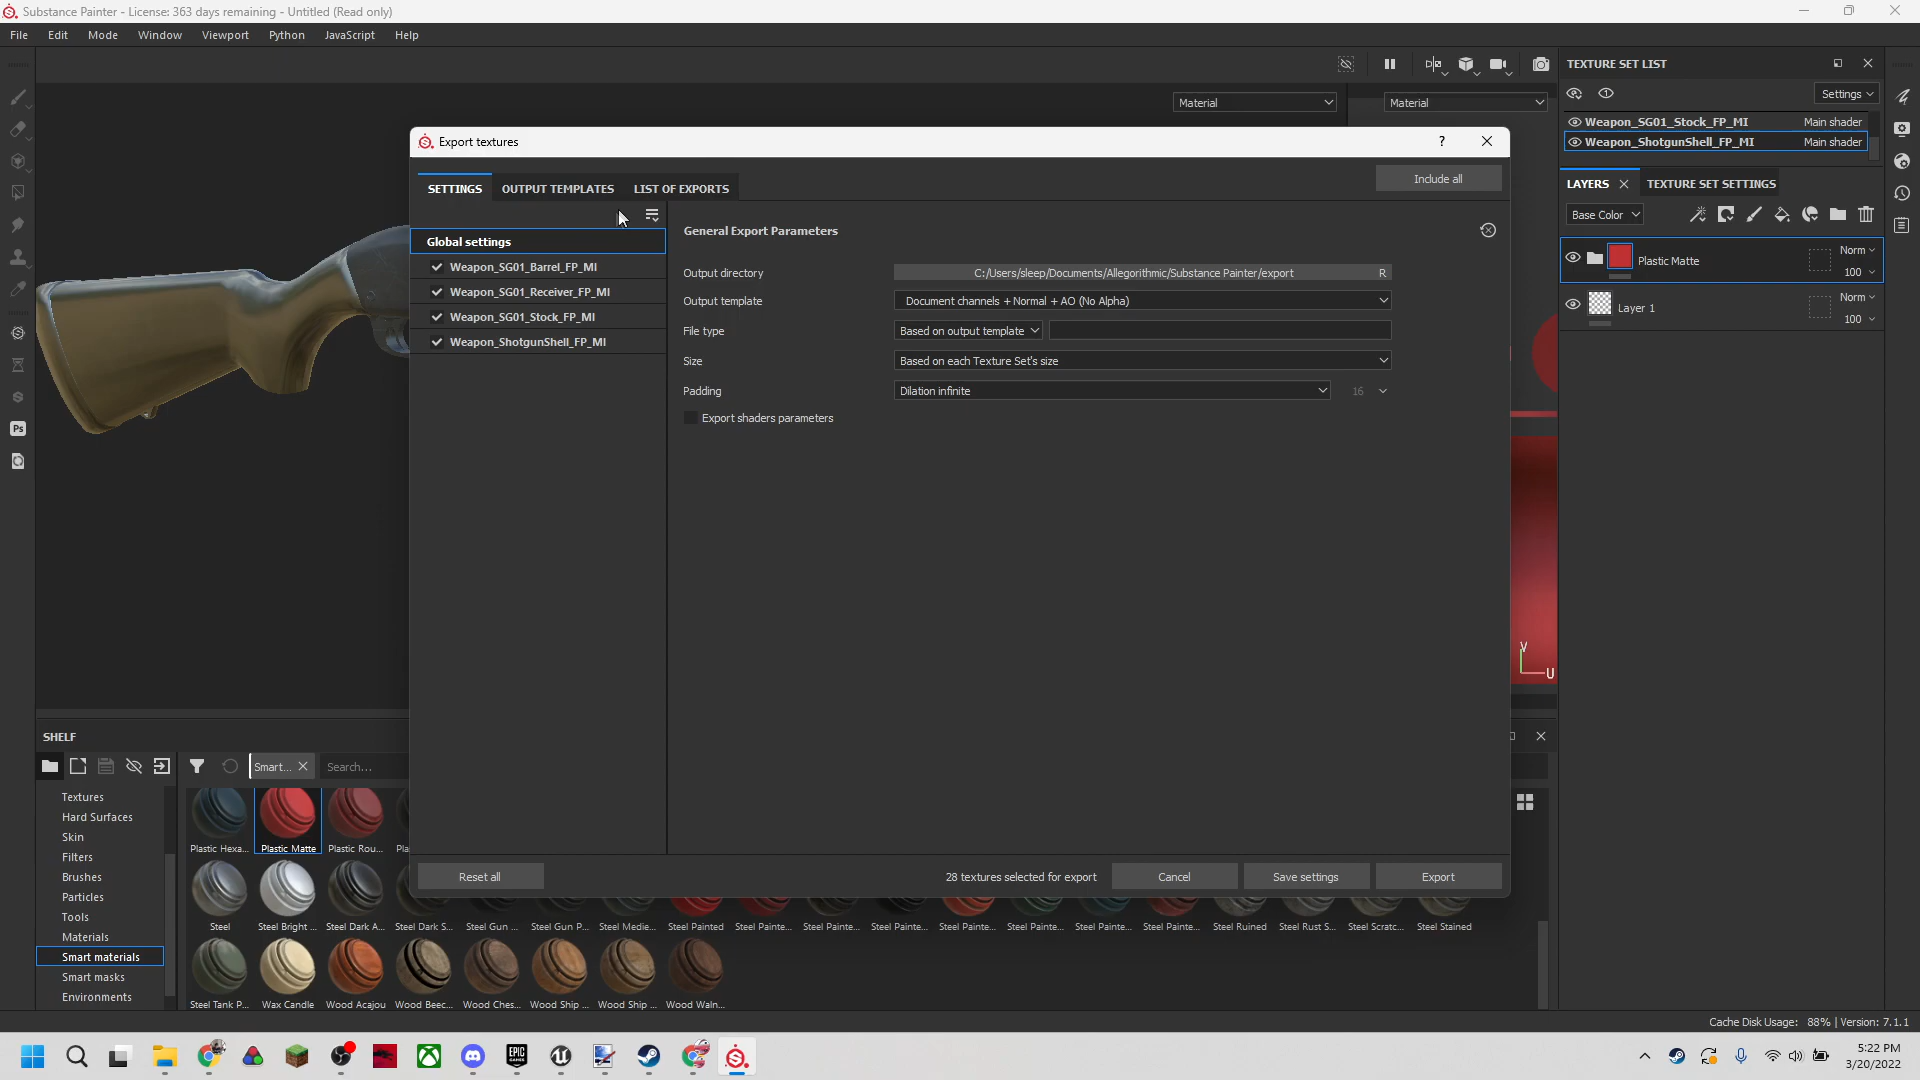 Substance Painter - License: 363 days remaining - Untitled (Read only)
File Edit Mode Window Viewport Python JavaScript Help
Material
Material
TEXTURE SET LIST
Settings
Weapon_SG01_Stock_FP_MI Main shader
Weapon_ShotgunShell_FP_MI Main shader
LAYERS TEXTURE SET SETTINGS
Base Color
Plastic Matte Norm
100
Layer 1 Norm
100
Export textures
?
SETTINGS OUTPUT TEMPLATES LIST OF EXPORTS
Include all
Global settings
Weapon_SG01_Barrel_FP_MI
Weapon_SG01_Receiver_FP_MI
Weapon_SG01_Stock_FP_MI
Weapon_ShotgunShell_FP_MI
General Export Parameters
Output directory C:/Users/sleep/Documents/Allegorithmic/Substance Painter/export R
Output template Document channels + Normal + AO (No Alpha)
File type Based on output template
Size Based on each Texture Set's size
Padding Dilation infinite 16
Export shaders parameters
Reset all
28 textures selected for export
Cancel
Save settings
Export
V
U
Ps
SHELF
Smart...
Search...
Textures
Hard Surfaces
Skin
Filters
Brushes
Particles
Tools
Materials
Smart materials
Smart masks
Environments
Plastic Hexa... Plastic Matte Plastic Rou... Pla
Steel Steel Bright ... Steel Dark A... Steel Dark S... Steel Gun ... Steel Gun P... Steel Medie... Steel Painted Steel Painte... Steel Painte... Steel Painte... Steel Painte... Steel Painte... Steel Painte... Steel Painte... Steel Ruined Steel Rust S... Steel Scratc... Steel Stained
Steel Tank P... Wax Candle Wood Acajou Wood Beec... Wood Ches... Wood Ship ... Wood Ship ... Wood Waln...
Cache Disk Usage: 88% | Version: 7.1.1
EPIC
GAMES
5:22 PM
3/20/2022